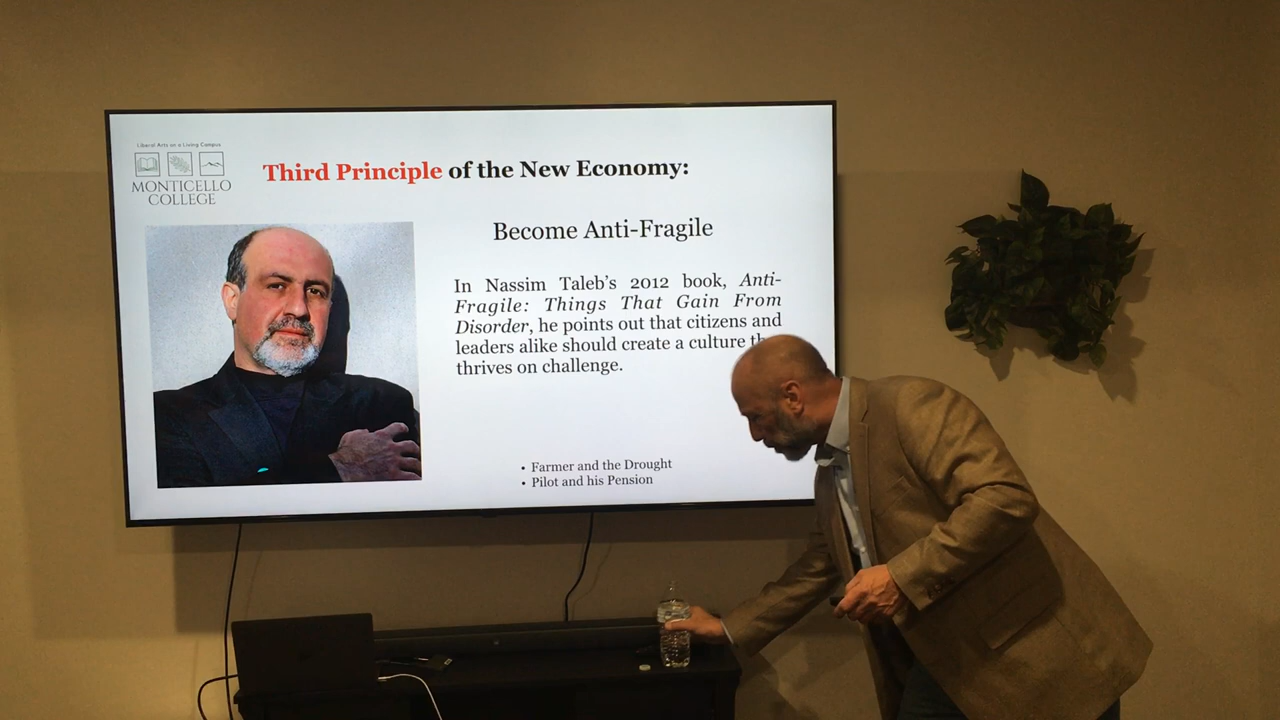 Liberal Arts on a Living Campus
MONTICELLO
COLLEGE
Third Principle of the New Economy:
Become Anti-Fragile
In Nassim Taleb's 2012 book, Anti-
Fragile: Things That Gain From
Disorder, he points out that citizens and
leaders alike should create a culture
thrives on challenge.
• Farmer and the Drought
• Pilot and his Pension